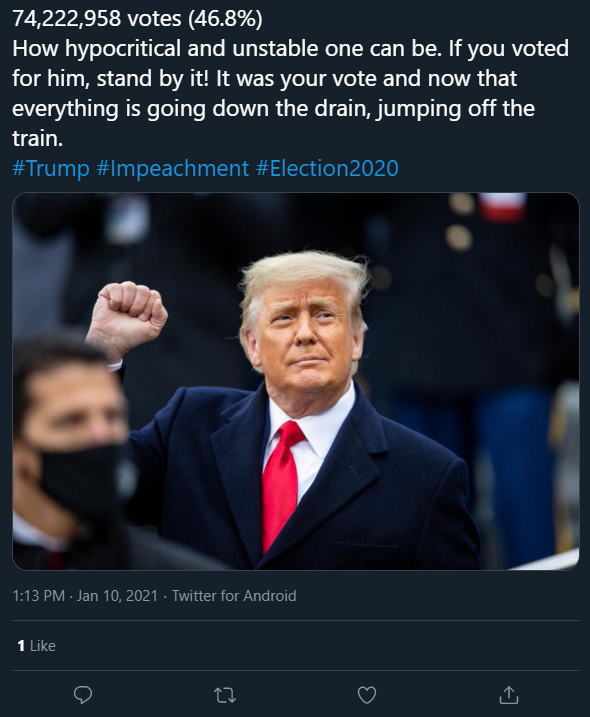 74,222,958 votes (46.8%)
How hypocritical and unstable one can be. If you voted
for him, stand by it! It was your vote and now that
everything is going down the drain, jumping off the
train.
#Trump #Impeachment #Election2020
1:13 PM · Jan 10, 2021 · Twitter for Android
1 Like